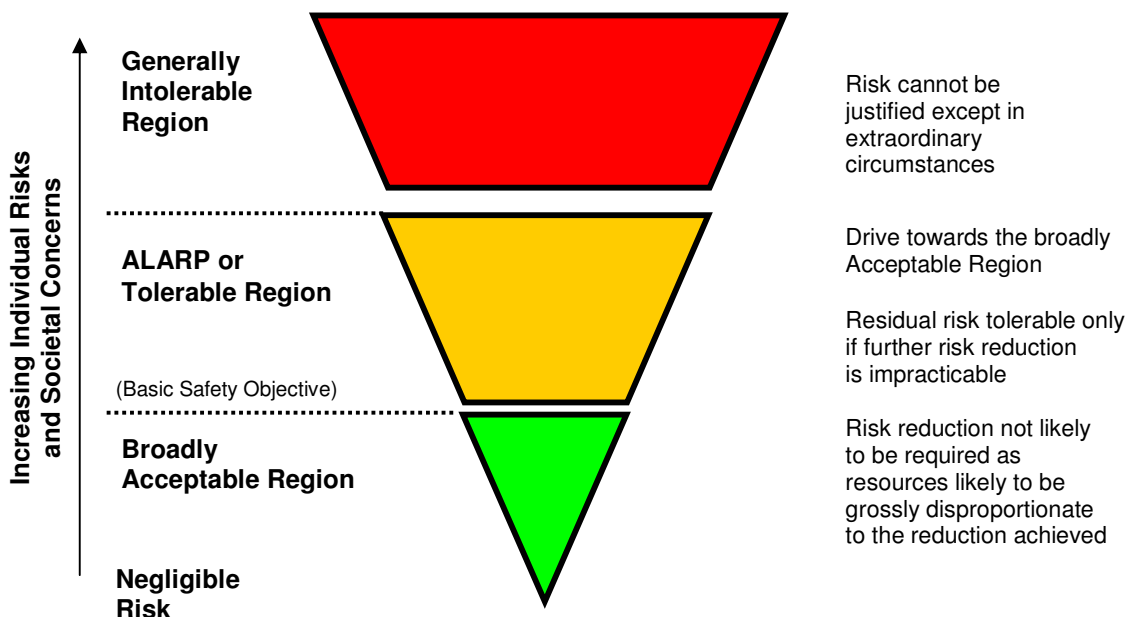 Increasing Individual Risks
and Societal Concerns
Generally
Intolerable
Region
Risk cannot be
justified except in
extraordinary
circumstances
ALARP or
Tolerable Region
(Basic Safety Objective)
Drive towards the broadly
Acceptable Region
Residual risk tolerable only
if further risk reduction
is impracticable
Broadly
Acceptable Region
Risk reduction not likely
to be required as
resources likely to be
grossly disproportionate
to the reduction achieved
Negligible
Risk